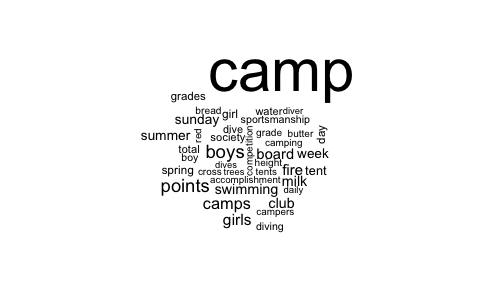 camp
grades
bread girl waterdiver
sunday sportsmanship
summer red dive society grade butter day
camping
total boys competition board week
boy
dives height
spring cross trees tents fire tent
accomplishment milk
points swimming daily
camps club
campers
girls
diving